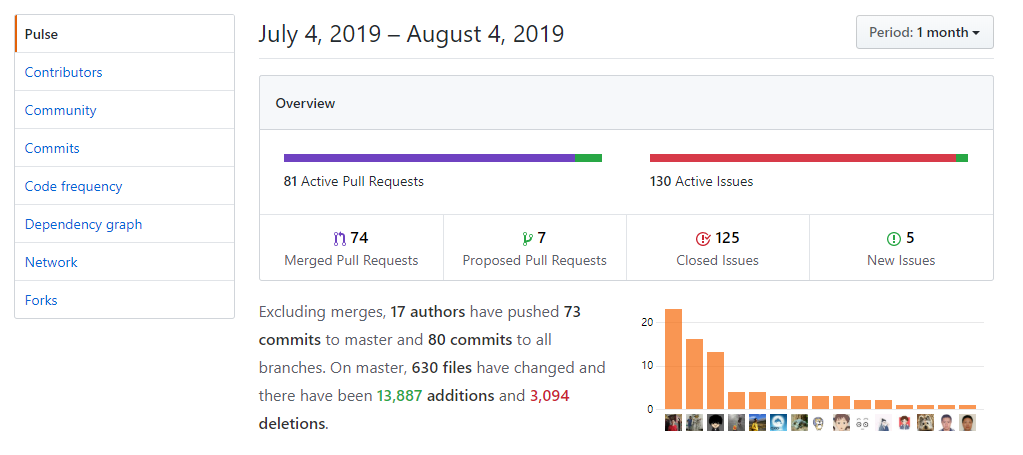 Pulse
Contributors
Community
Commits
Code frequency
Dependency graph
Network
Forks
July 4, 2019 – August 4, 2019
Period: 1 month
Overview
81 Active Pull Requests
130 Active Issues
74
Merged Pull Requests
7
Proposed Pull Requests
125
Closed Issues
5
New Issues
Excluding merges, 17 authors have pushed 73
commits to master and 80 commits to all
branches. On master, 630 files have changed and
there have been 13,887 additions and 3,094
deletions.
20
10
0